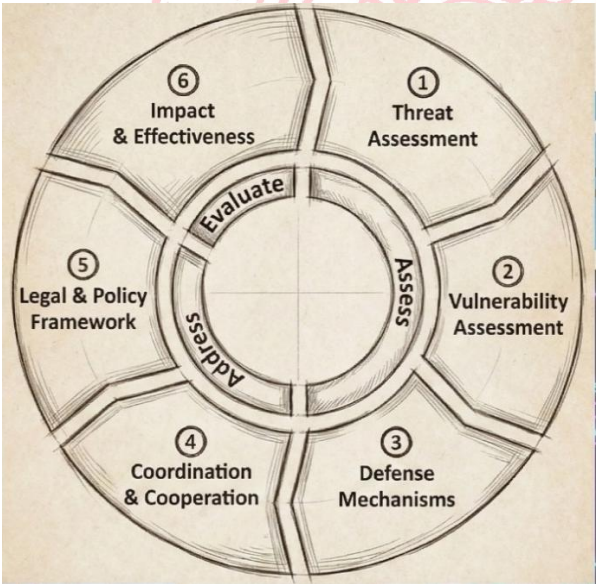 1
Threat
Assessment
2
Vulnerability
Assessment
3
Defense
Mechanisms
4
Coordination
& Cooperation
5
Legal & Policy
Framework
6
Impact
& Effectiveness
Assess
Address
Evaluate